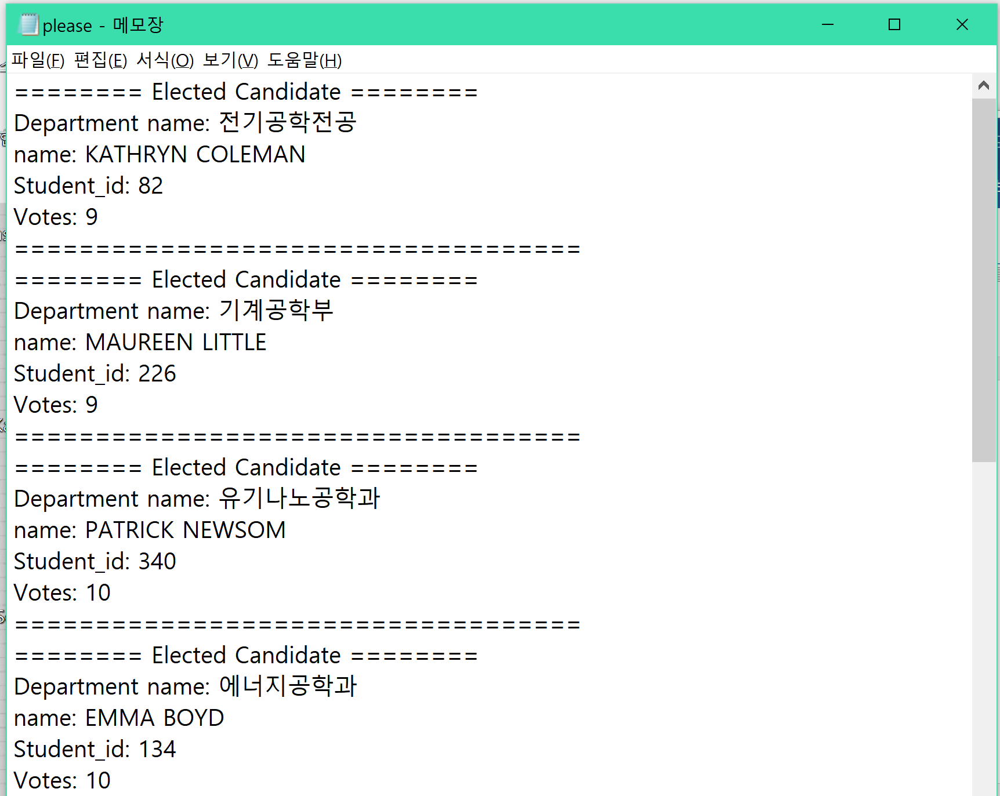 please - 메모장
파일(F) 편집(E) 서식(O) 보기(V) 도움말(H)
======== Elected Candidate ========
Department name: 전기공학전공
name: KATHRYN COLEMAN
Student_id: 82
Votes: 9
===================================
======== Elected Candidate ========
Department name: 기계공학부
name: MAUREEN LITTLE
Student_id: 226
Votes: 9
===================================
======== Elected Candidate ========
Department name: 유기나노공학과
name: PATRICK NEWSOM
Student_id: 340
Votes: 10
===================================
======== Elected Candidate ========
Department name: 에너지공학과
name: EMMA BOYD
Student_id: 134
Votes: 10